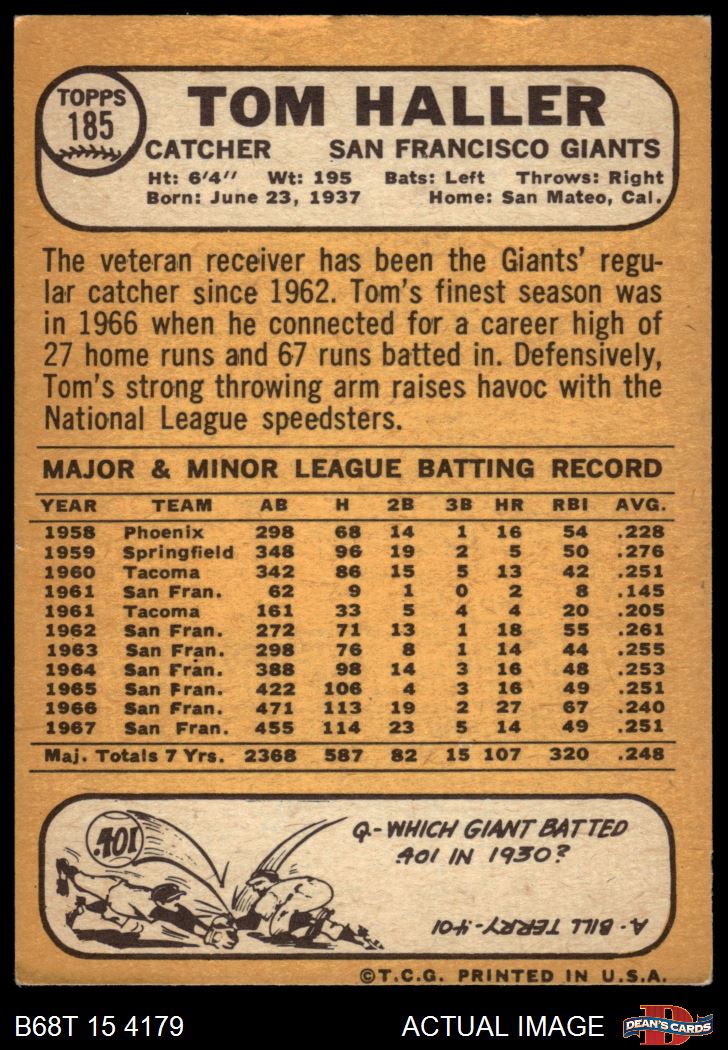 TOPPS
185
TOM HALLER
CATCHER SAN FRANCISCO GIANTS
Ht: 6'4" Wt: 195 Bats: Left Throws: Right
Born: June 23, 1937 Home: San Mateo, Cal.
The veteran receiver has been the Giants' regu-
lar catcher since 1962. Tom's finest season was
in 1966 when he connected for a career high of
27 home runs and 67 runs batted in. Defensively,
Tom's strong throwing arm raises havoc with the
National League speedsters.
MAJOR & MINOR LEAGUE BATTING RECORD
YEAR TEAM AB H 2B 3B HR RBI AVG.
1958 Phoenix 298 68 14 1 16 54 .228
1959 Springfield 348 96 19 2 5 50 .276
1960 Tacoma 342 86 15 5 13 42 .251
1961 San Fran. 62 9 1 0 2 8 .145
1961 Tacoma 161 33 5 4 4 20 .205
1962 San Fran. 272 71 13 1 18 55 .261
1963 San Fran. 298 76 8 1 14 44 .255
1964 San Fran. 388 98 14 3 16 48 .253
1965 San Fran. 422 106 4 3 16 49 .251
1966 San Fran. 471 113 19 2 27 67 .240
1967 San Fran. 455 114 23 5 14 49 .251
Maj. Totals 7 Yrs. 2368 587 82 15 107 320 .248
.401
Q-WHICH GIANT BATTED
.401 IN 1930?
A-BILL TERRY-.401
©T.C.G. PRINTED IN U.S.A.
B68T 15 4179 ACTUAL IMAGE
D
DEAN'S CARDS